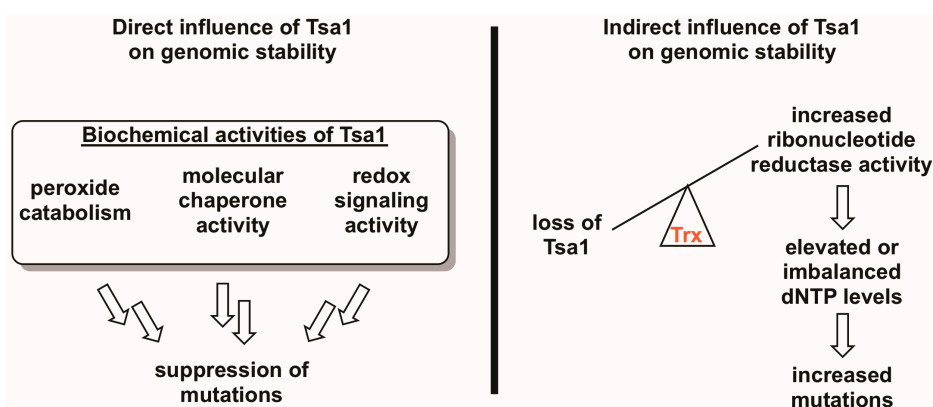 Direct influence of Tsa1
on genomic stability
Biochemical activities of Tsa1
peroxide
catabolism
molecular
chaperone
activity
redox
signaling
activity
suppression of
mutations
Indirect influence of Tsa1
on genomic stability
increased
ribonucleotide
reductase activity
loss of
Tsa1
Trx
elevated or
imbalanced
dNTP levels
increased
mutations